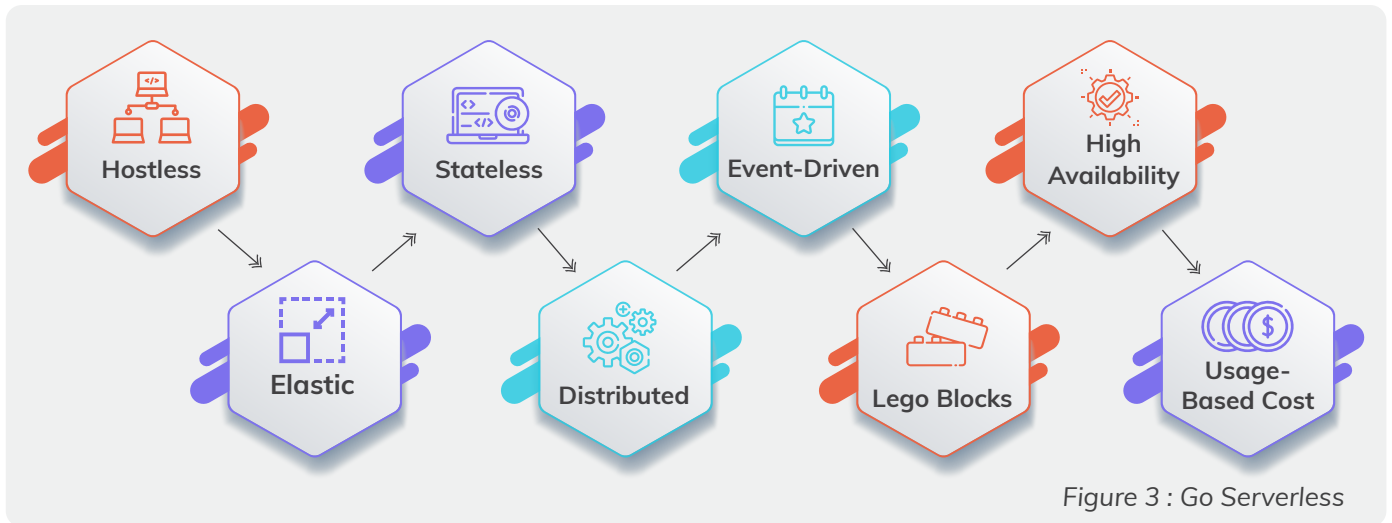 Hostless
Elastic
Stateless
Distributed
Event-Driven
Lego Blocks
High
Availability
Usage-
Based Cost
Figure 3 : Go Serverless